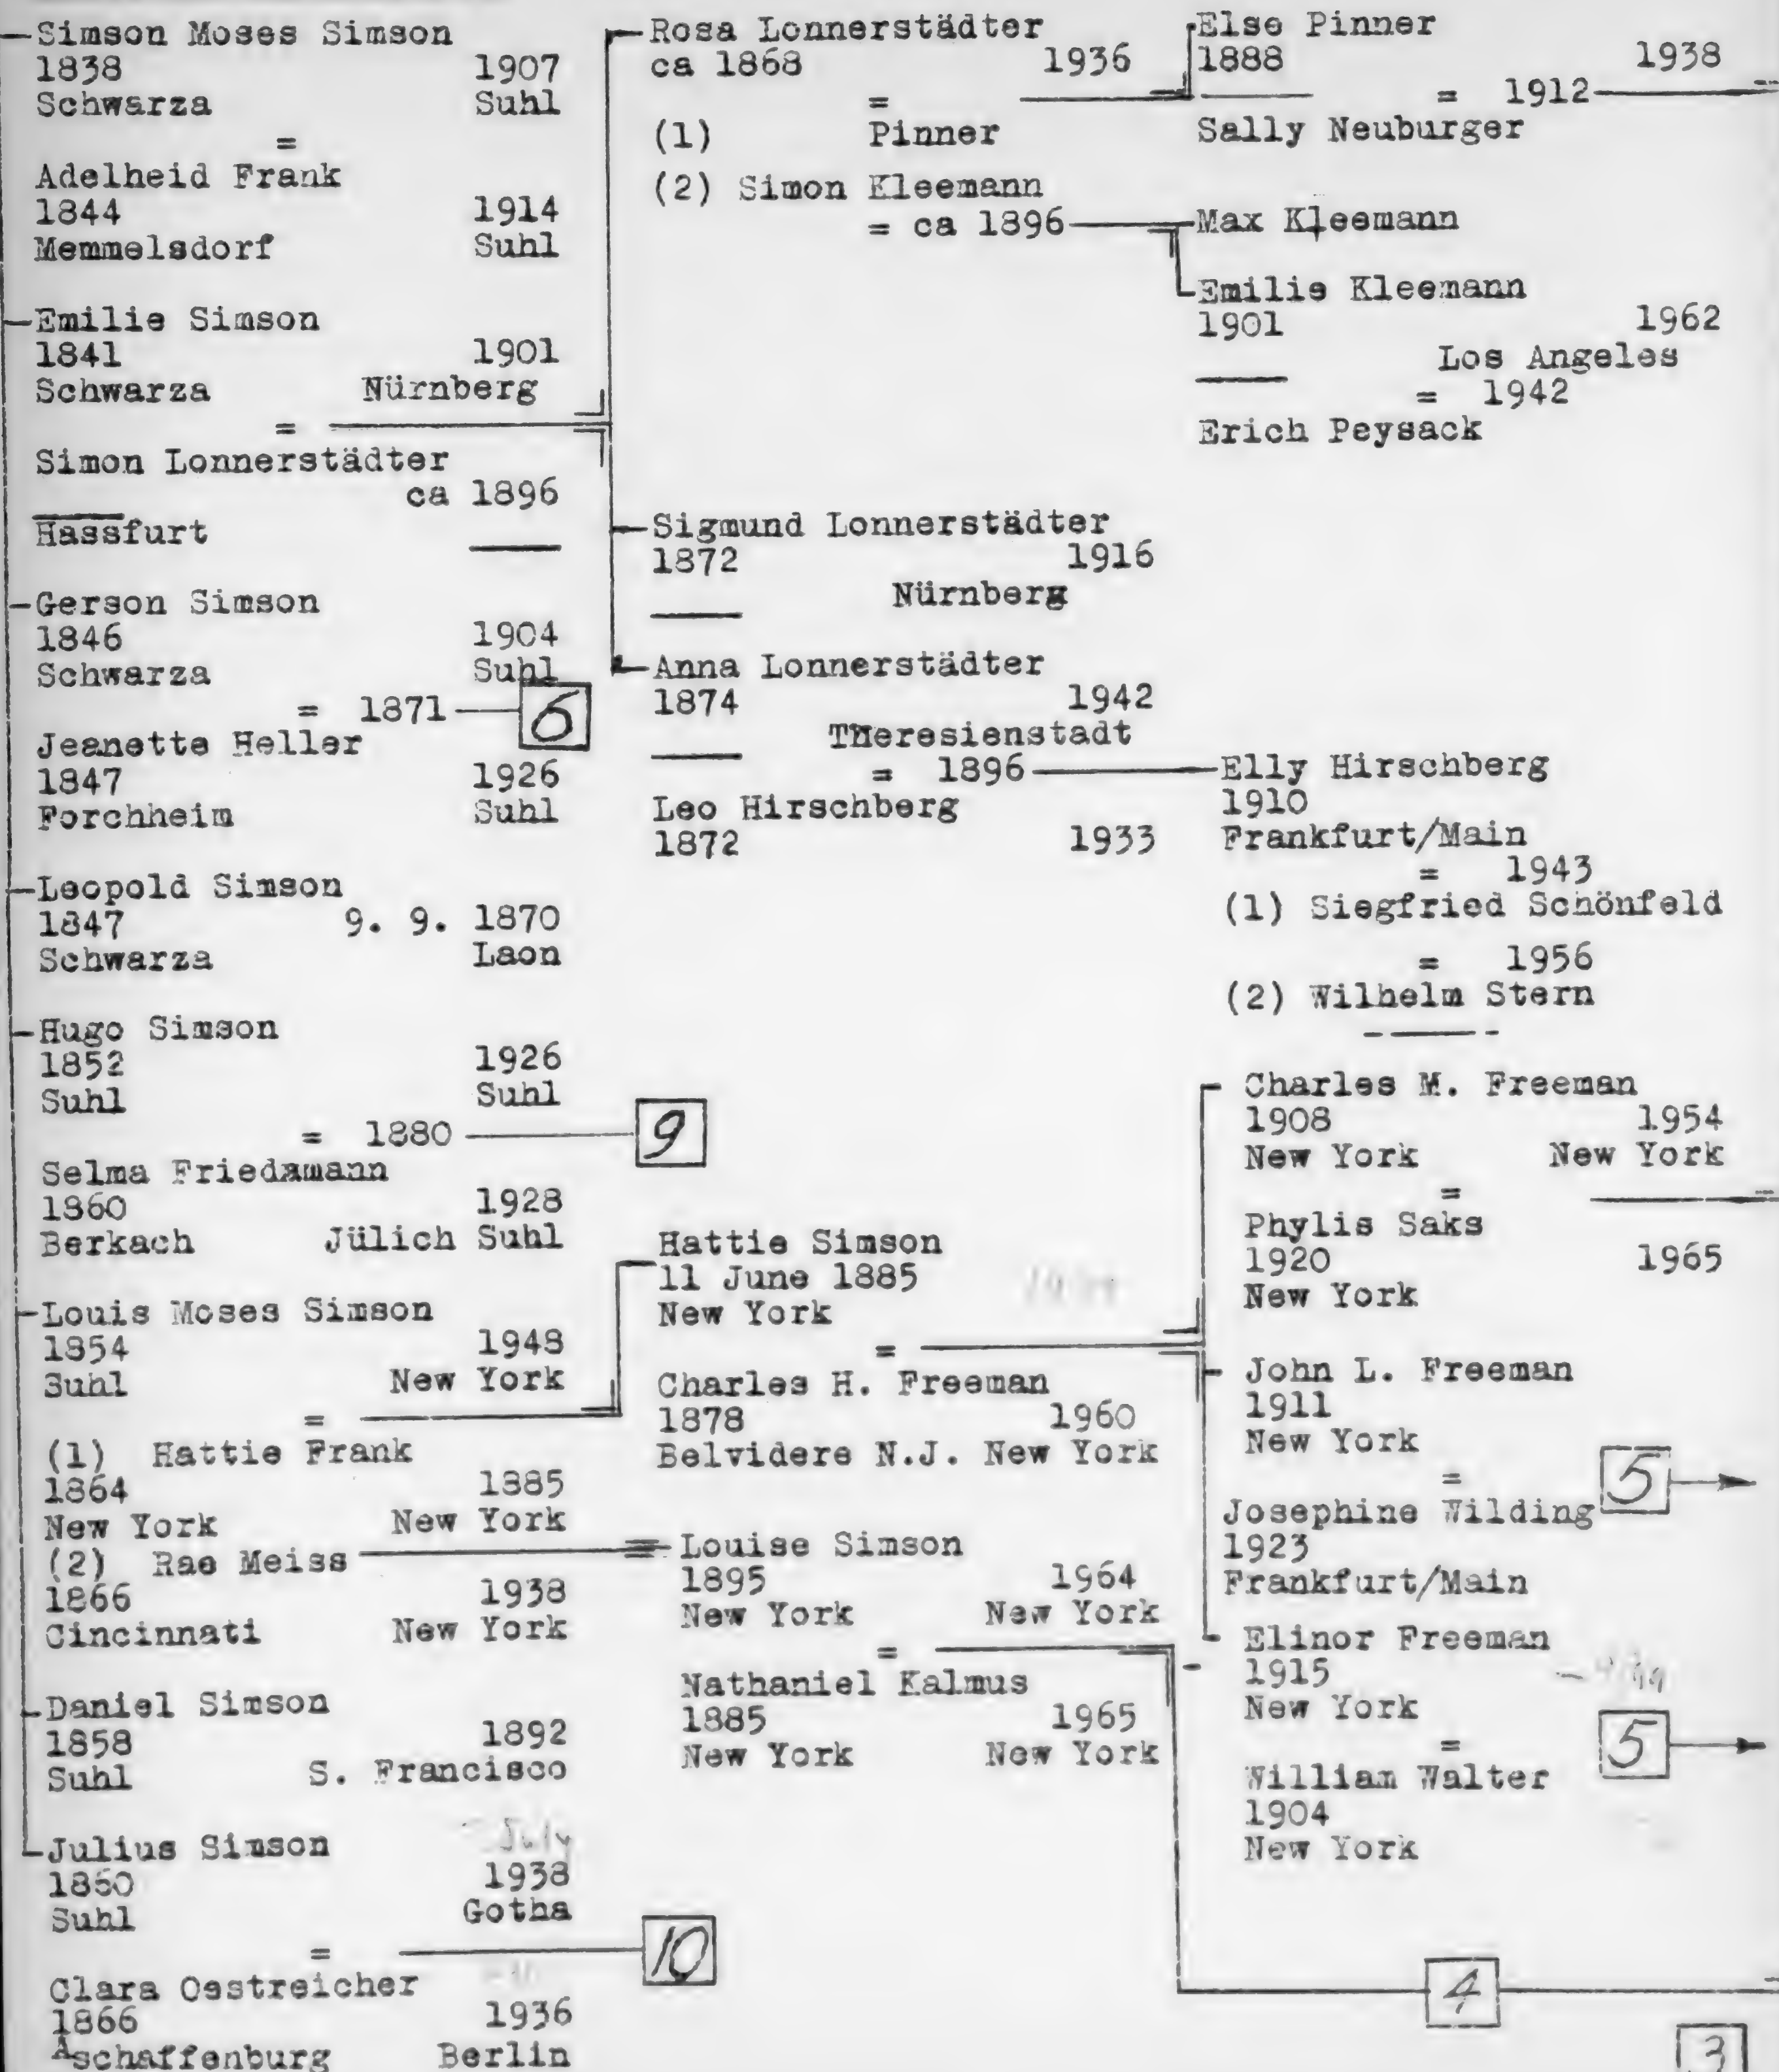 Simson Moses Simson
1838 1907
Schwarza Suhl
=
Adelheid Frank
1844 1914
Memmelsdorf Suhl
Emilie Simson
1841 1901
Schwarza Nürnberg
=
Simon Lonnerstädter
ca 1896
Hassfurt
Gerson Simson
1846 1904
Schwarza Suhl
= 1871 6
Jeanette Heller
1847 1926
Forchheim Suhl
Leopold Simson
1847 9. 9. 1870
Schwarza Laon
Hugo Simson
1852 1926
Suhl Suhl
= 1880 9
Selma Friedamann
1860 1928
Berkach Jülich Suhl
Louis Moses Simson
1854 1948
Suhl New York
=
(1) Hattie Frank
1864 1885
New York New York
(2) Rae Meiss
1866 1938
Cincinnati New York
Daniel Simson
1858 1892
Suhl S. Francisco
Julius Simson July
1860 1938
Suhl Gotha
= 10
Clara Oestreicher
1866 1936
Aschaffenburg Berlin
Rosa Lonnerstädter
ca 1868 1936
=
(1) Pinner
(2) Simon Kleemann
= ca 1896
Sigmund Lonnerstädter
1872 1916
Nürnberg
Anna Lonnerstädter
1874 1942
Theresienstadt
= 1896
Leo Hirschberg
1872 1933
Hattie Simson
11 June 1885
New York
=
Charles H. Freeman
1878 1960
Belvidere N.J. New York
Louise Simson
1895 1964
New York New York
=
Nathaniel Kalmus
1885 1965
New York New York
Else Pinner
1888 1938
= 1912
Sally Neuburger
Max Kleemann
Emilie Kleemann
1901 1962
Los Angeles
= 1942
Erich Peysack
Elly Hirschberg
1910
Frankfurt/Main
= 1943
(1) Siegfried Schönfeld
= 1956
(2) Wilhelm Stern
Charles M. Freeman
1908 1954
New York New York
=
Phylis Saks
1920 1965
New York
John L. Freeman
1911
New York
= 5
Josephine Wilding
1923
Frankfurt/Main
Elinor Freeman
1915
New York
= 5
William Walter
1904
New York
4
3